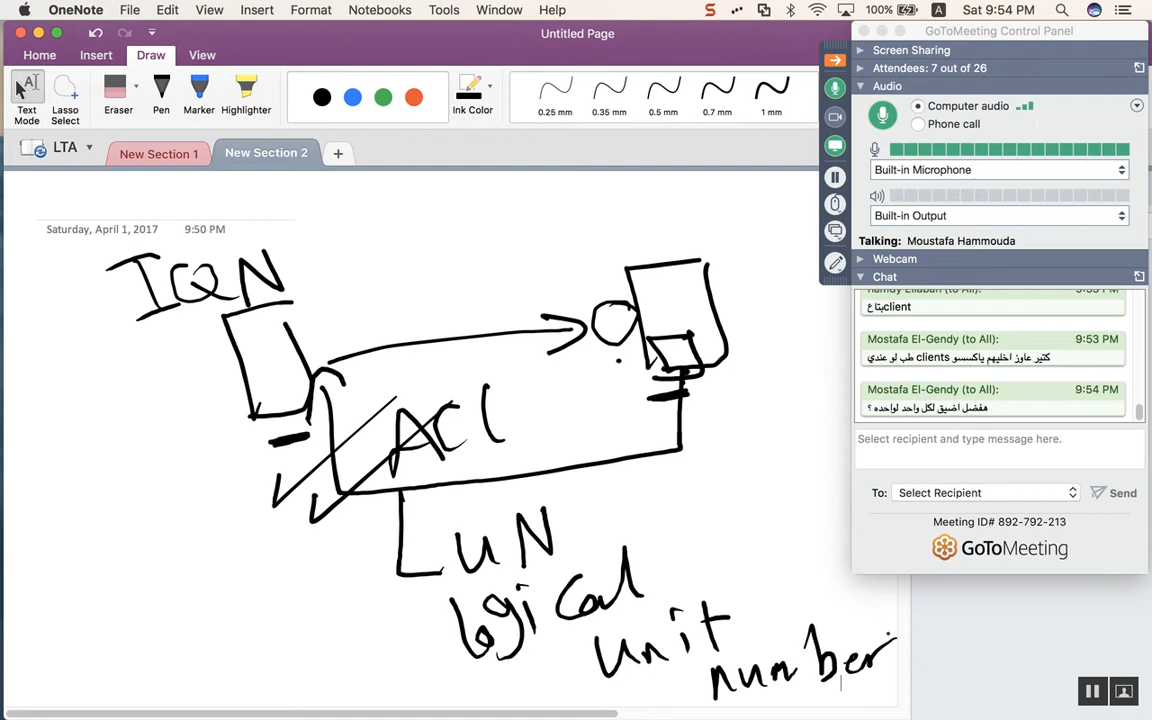 OneNote File Edit View Insert Format Notebooks Tools Window Help 100% A Sat 9:54 PM
Untitled Page
Home Insert Draw View
Text Mode Lasso Select Eraser Pen Marker Highlighter Ink Color 0.25 mm 0.35 mm 0.5 mm 0.7 mm 1 mm
LTA New Section 1 New Section 2 +
Saturday, April 1, 2017 9:50 PM
IQN
ACL
LUN
logical
unit
number
GoToMeeting Control Panel
Screen Sharing
Attendees: 7 out of 26
Audio
Computer audio
Phone call
Built-in Microphone
Built-in Output
Talking: Moustafa Hammouda
Webcam
Chat
بتاع client
Mostafa El-Gendy (to All): 9:53 PM
طب لو عندي clients كتير عاوز اخليهم ياكسسو
Mostafa El-Gendy (to All): 9:54 PM
هفضل اضيق لكل واحد لواحده ؟
Select recipient and type message here.
To: Select Recipient Send
Meeting ID# 892-792-213
GoToMeeting